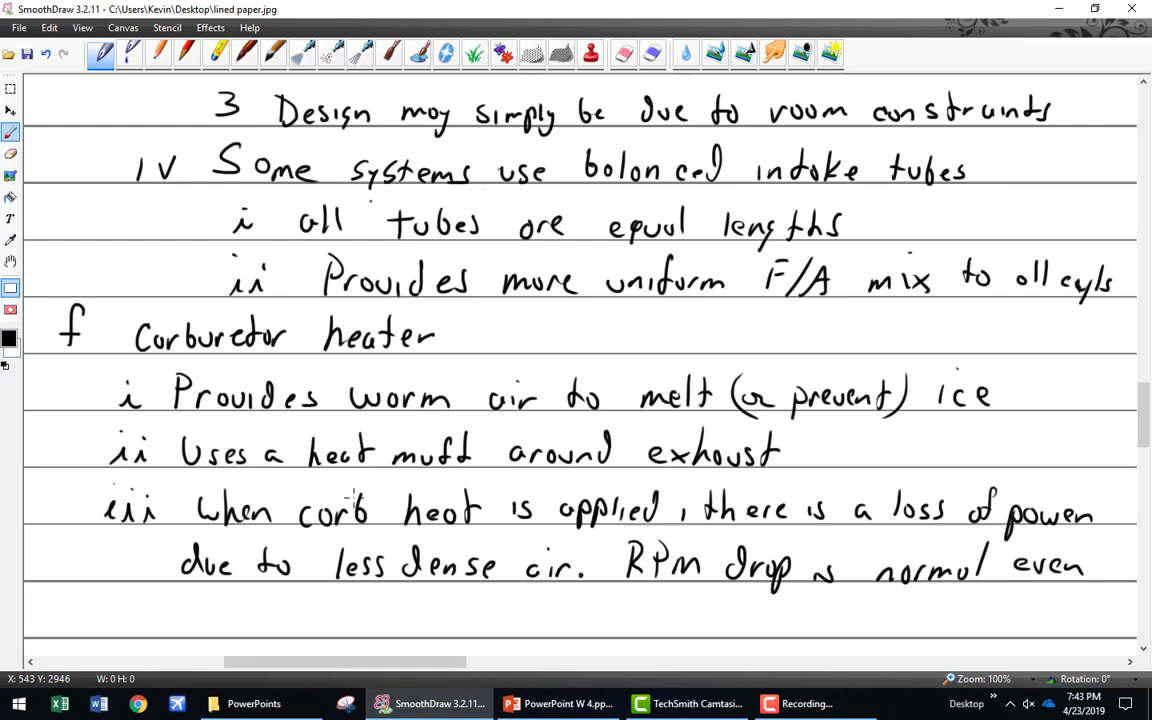 SmoothDraw 3.2.11 - C:\Users\Kevin\Desktop\lined paper.jpg
File Edit View Canvas Stencil Effects Help
3 Design may simply be due to room constraints
IV Some systems use balanced intake tubes
i all tubes are equal lengths
ii Provides more uniform F/A mix to all cyls
f Carburetor heater
i Provides warm air to melt (or prevent) ice
ii Uses a heat muff around exhaust
iii When carb heat is applied, there is a loss of power
due to less dense air. RPM drop is normal even
X: 543 Y: 2946 W: 0 H: 0 Zoom: 100% Rotation: 0°
PowerPoints SmoothDraw 3.2.11... PowerPoint W 4.pp... TechSmith Camtasi... Recording... Desktop 7:43 PM
4/23/2019